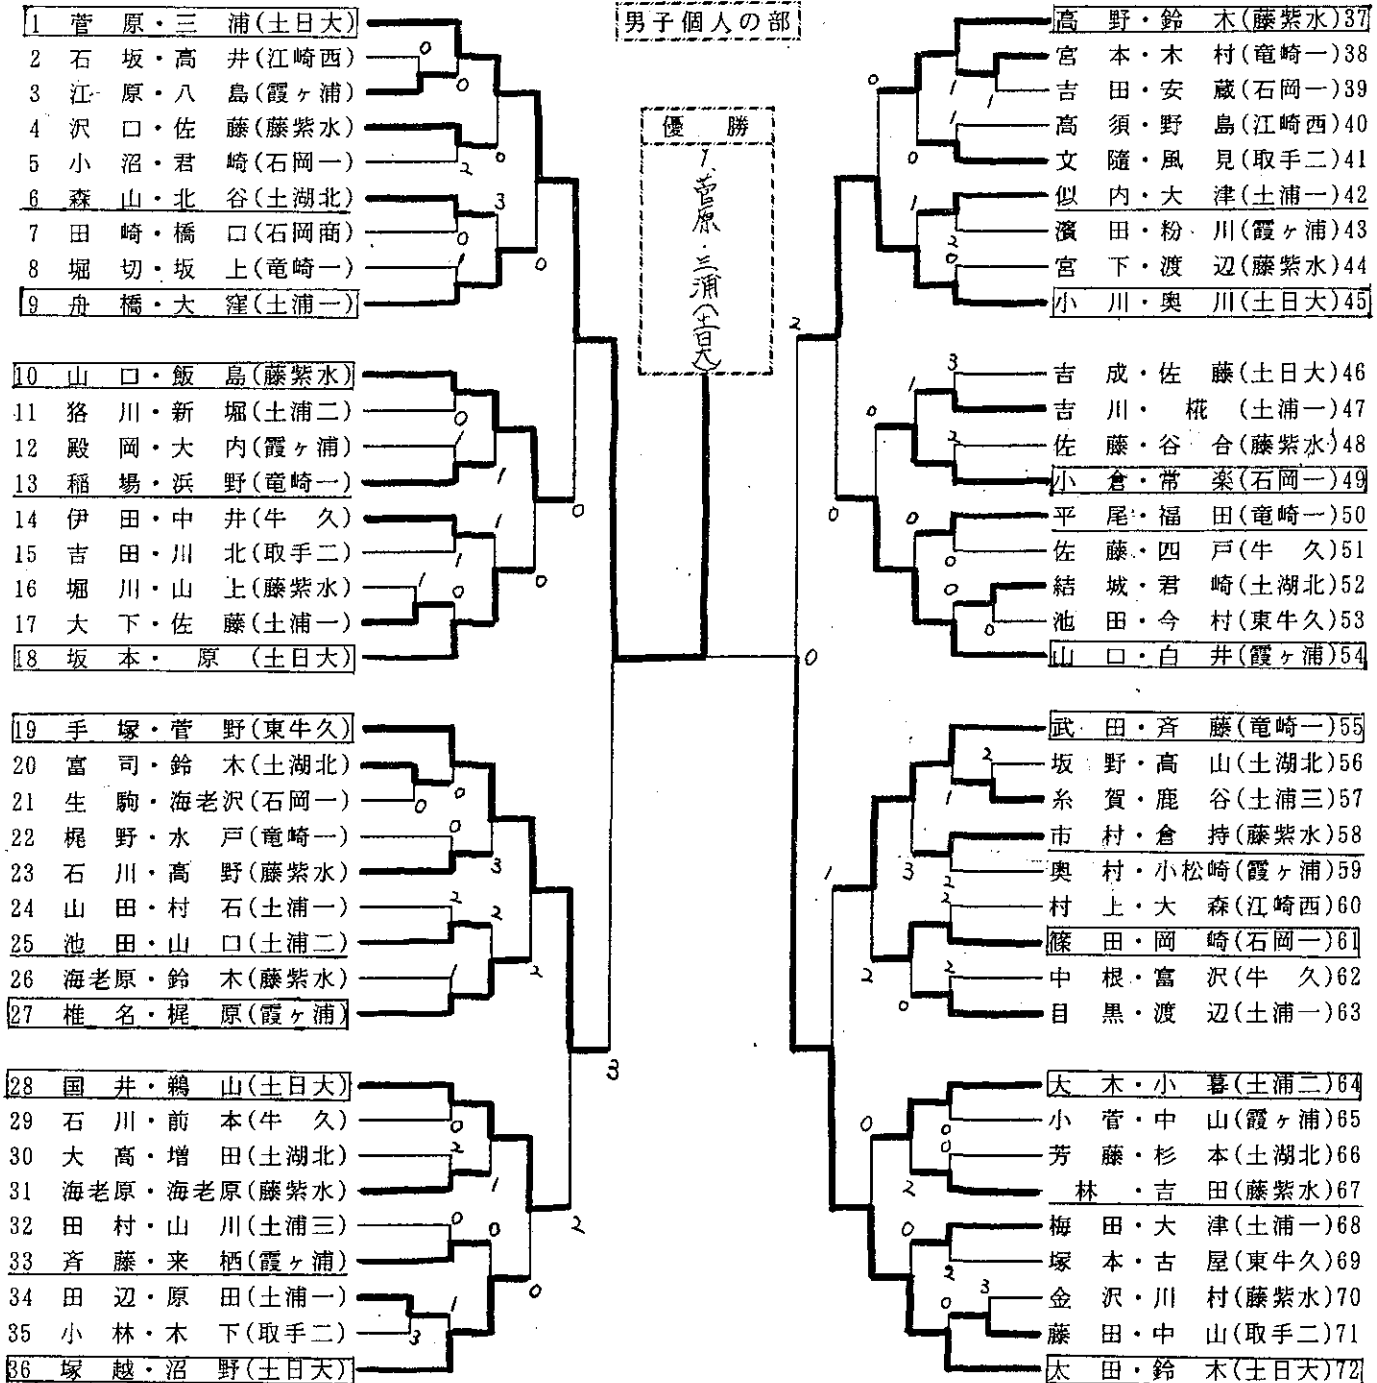 男子個人の部
優勝
1.菅原・三浦(土日大)
1 菅原・三浦(土日大)
2 石坂・高井(江崎西)
3 江原・八島(霞ヶ浦)
4 沢口・佐藤(藤紫水)
5 小沼・君崎(石岡一)
6 森山・北谷(土湖北)
7 田崎・橋口(石岡商)
8 堀切・坂上(竜崎一)
9 舟橋・大窪(土浦一)
10 山口・飯島(藤紫水)
11 狢川・新堀(土浦二)
12 殿岡・大内(霞ヶ浦)
13 稲場・浜野(竜崎一)
14 伊田・中井(牛久)
15 吉田・川北(取手二)
16 堀川・山上(藤紫水)
17 大下・佐藤(土浦一)
18 坂本・原(土日大)
19 手塚・菅野(東牛久)
20 富司・鈴木(土湖北)
21 生駒・海老沢(石岡一)
22 梶野・水戸(竜崎一)
23 石川・高野(藤紫水)
24 山田・村石(土浦一)
25 池田・山口(土浦二)
26 海老原・鈴木(藤紫水)
27 椎名・梶原(霞ヶ浦)
28 国井・鵜山(土日大)
29 石川・前本(牛久)
30 大高・増田(土湖北)
31 海老原・海老原(藤紫水)
32 田村・山川(土浦三)
33 斉藤・来栖(霞ヶ浦)
34 田辺・原田(土浦一)
35 小林・木下(取手二)
36 塚越・沼野(土日大)
高野・鈴木(藤紫水)37
宮本・木村(竜崎一)38
吉田・安蔵(石岡一)39
高須・野島(江崎西)40
文隨・風見(取手二)41
似内・大津(土浦一)42
濱田・粉川(霞ヶ浦)43
宮下・渡辺(藤紫水)44
小川・奥川(土日大)45
吉成・佐藤(土日大)46
吉川・椛(土浦一)47
佐藤・谷合(藤紫水)48
小倉・常楽(石岡一)49
平尾・福田(竜崎一)50
佐藤・四戸(牛久)51
結城・君崎(土湖北)52
池田・今村(東牛久)53
山口・白井(霞ヶ浦)54
武田・斉藤(竜崎一)55
坂野・高山(土湖北)56
糸賀・鹿谷(土浦三)57
市村・倉持(藤紫水)58
奥村・小松崎(霞ヶ浦)59
村上・大森(江崎西)60
篠田・岡崎(石岡一)61
中根・富沢(牛久)62
目黒・渡辺(土浦一)63
大木・小暮(土浦二)64
小菅・中山(霞ヶ浦)65
芳藤・杉本(土湖北)66
林・吉田(藤紫水)67
梅田・大津(土浦一)68
塚本・古屋(東牛久)69
金沢・川村(藤紫水)70
藤田・中山(取手二)71
太田・鈴木(土日大)72